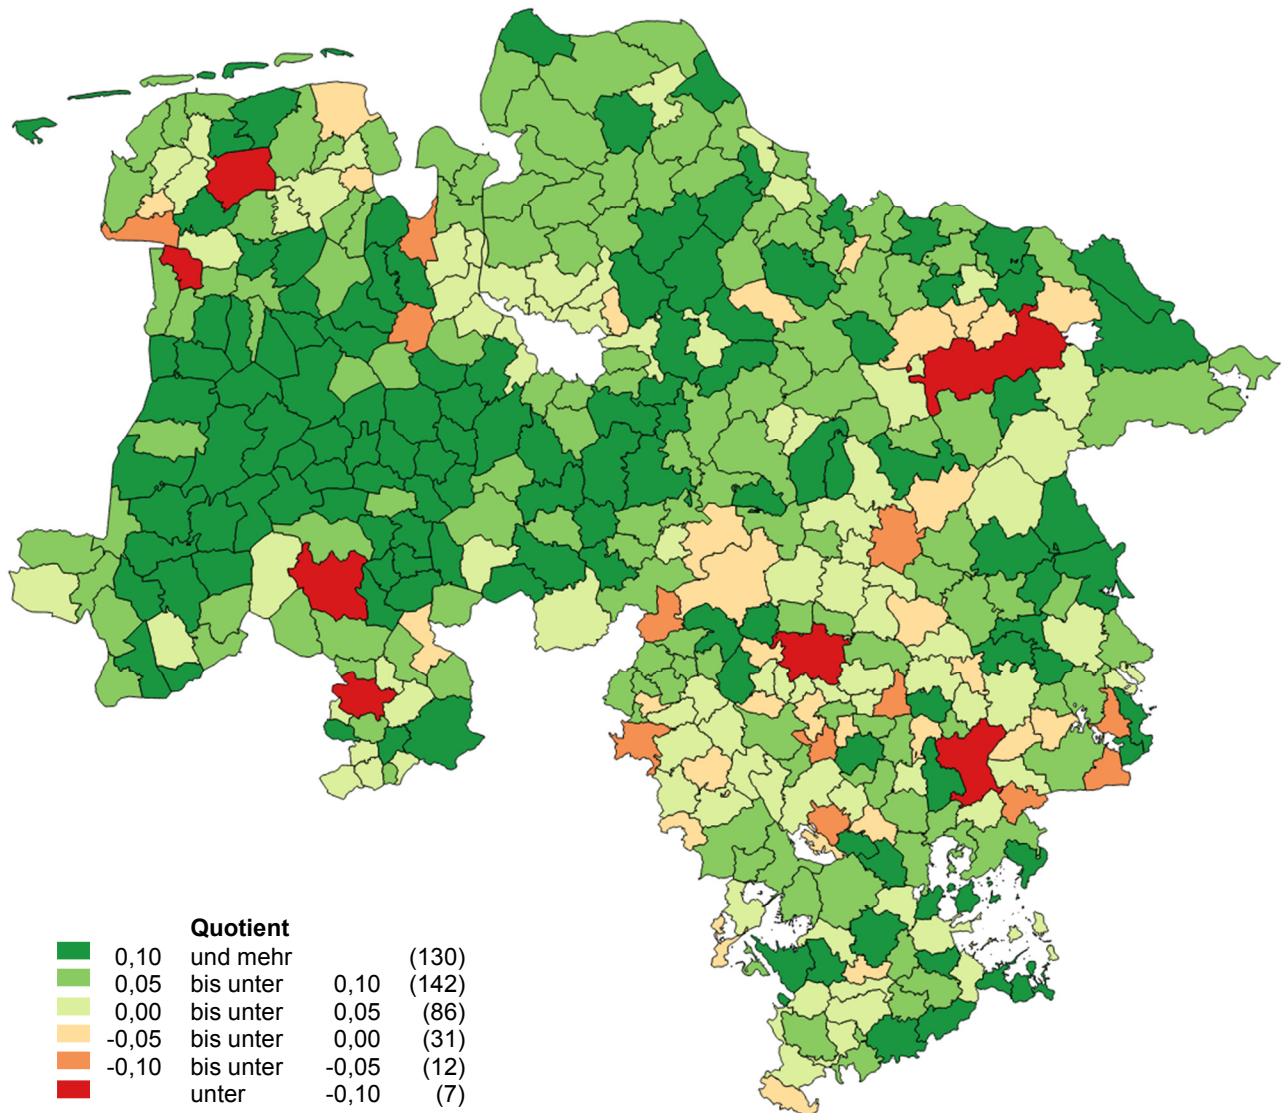 Quotient
0,10 und mehr (130)
0,05 bis unter 0,10 (142)
0,00 bis unter 0,05 (86)
-0,05 bis unter 0,00 (31)
-0,10 bis unter -0,05 (12)
unter -0,10 (7)